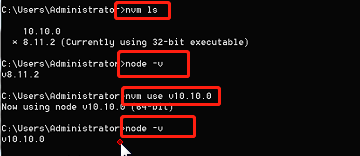 C:\Users\Administrator>nvm ls
10.10.0
* 8.11.2 (Currently using 32-bit executable)
C:\Users\Administrator>node -v
v8.11.2
C:\Users\Administrator>nvm use v10.10.0
Now using node v10.10.0 (64-bit)
C:\Users\Administrator>node -v
v10.10.0